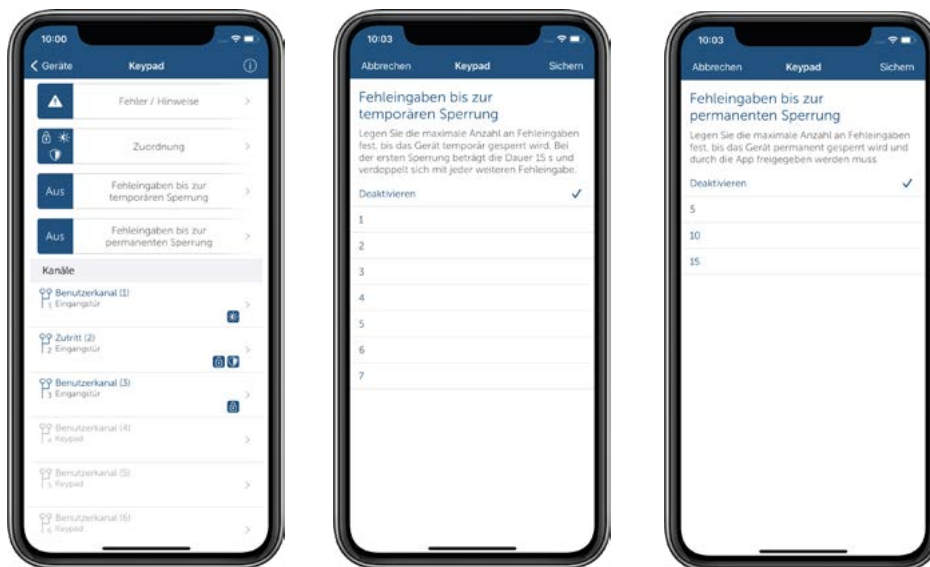 10:00
Geräte
Keypad
Fehler / Hinweise
Zuordnung
Aus
Fehleingaben bis zur
temporären Sperrung
Aus
Fehleingaben bis zur
permanenten Sperrung
Kanäle
Benutzerkanal (1)
1 Eingangstür
Zutritt (2)
2 Eingangstür
Benutzerkanal (3)
3 Eingangstür
Benutzerkanal (4)
4 Keypad
Benutzerkanal (5)
5 Keypad
Benutzerkanal (6)
6 Keypad
10:03
Abbrechen
Keypad
Sichern
Fehleingaben bis zur
temporären Sperrung
Legen Sie die maximale Anzahl an Fehleingaben
fest, bis das Gerät temporär gesperrt wird. Bei
der ersten Sperrung beträgt die Dauer 15 s und
verdoppelt sich mit jeder weiteren Fehleingabe.
Deaktivieren
1
2
3
4
5
6
7
10:03
Abbrechen
Keypad
Sichern
Fehleingaben bis zur
permanenten Sperrung
Legen Sie die maximale Anzahl an Fehleingaben
fest, bis das Gerät permanent gesperrt wird und
durch die App freigegeben werden muss
Deaktivieren
5
10
15